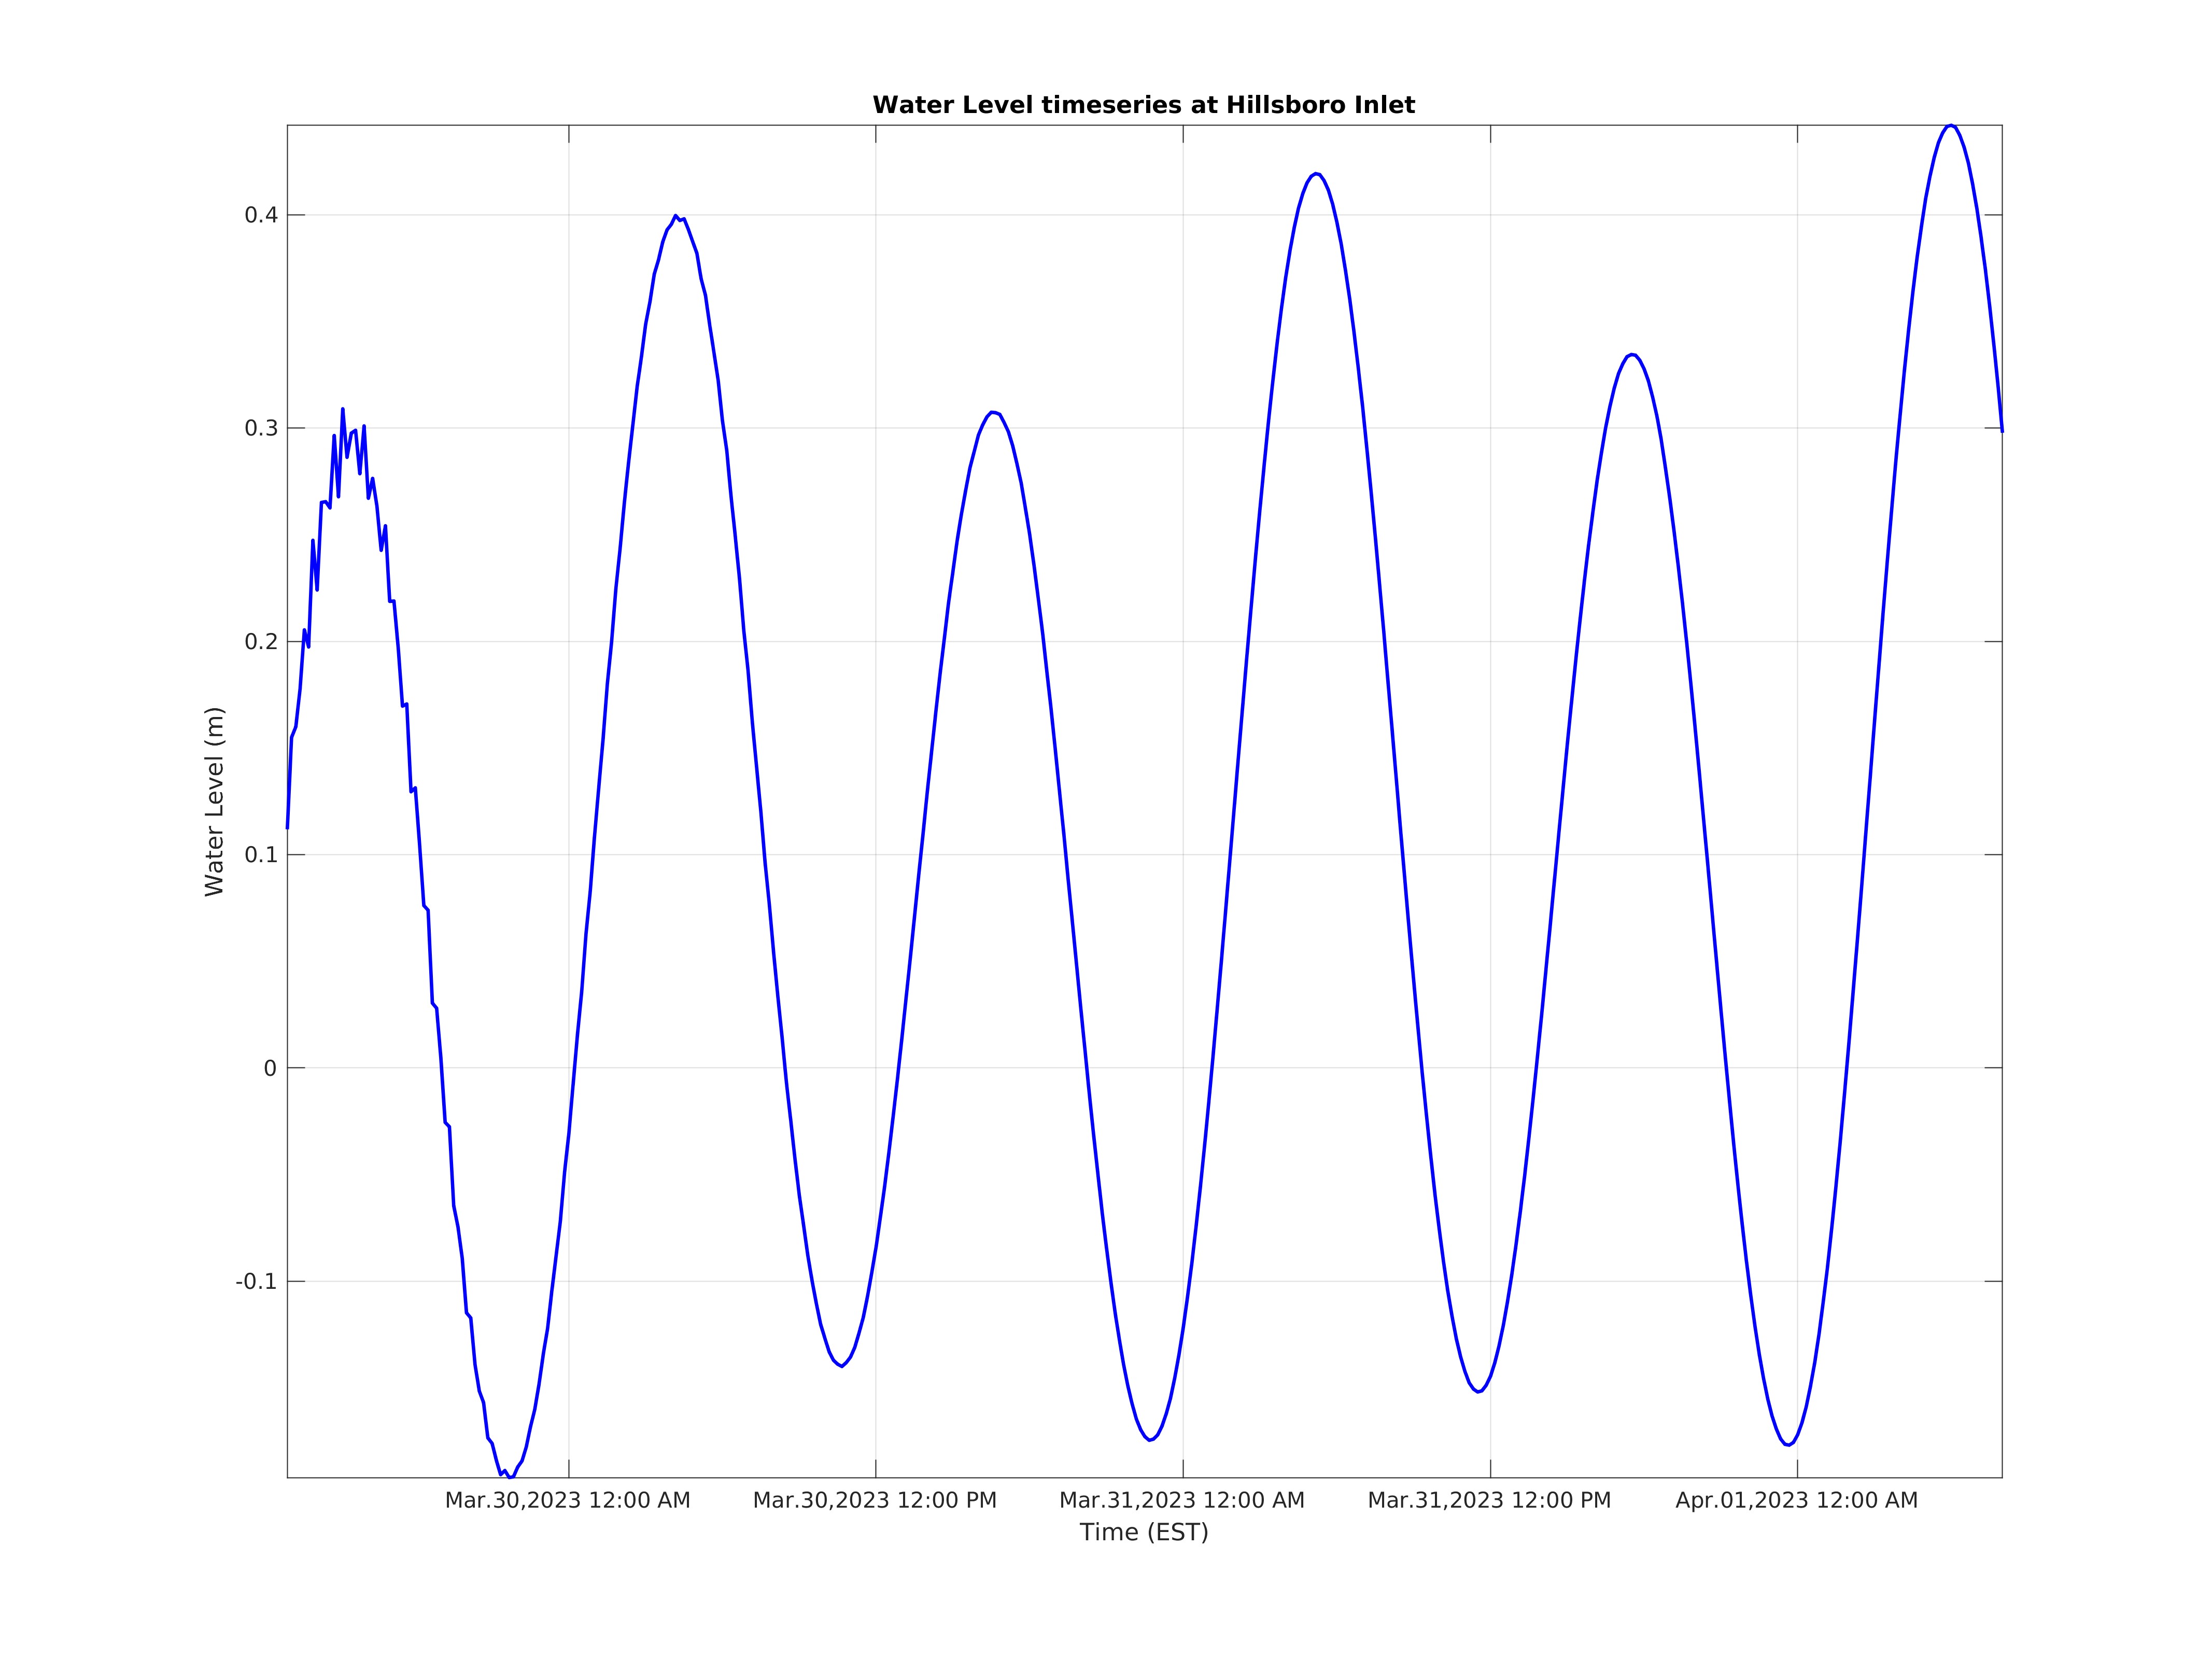 Water Level timeseries at Hillsboro Inlet
Water Level (m)
0.4
0.3
0.2
0.1
0
-0.1
Mar.30,2023 12:00 AM
Mar.30,2023 12:00 PM
Mar.31,2023 12:00 AM
Mar.31,2023 12:00 PM
Apr.01,2023 12:00 AM
Time (EST)